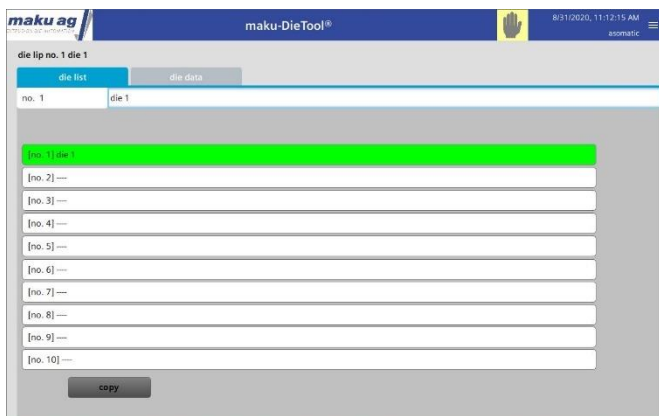 maku ag
maku-DieTool®
8/31/2020, 11:12:15 AM
asomatic
die lip no. 1 die 1
die list
die data
no. 1
die 1
[no. 1] die 1
[no. 2] ---
[no. 3] ---
[no. 4] ---
[no. 5] ---
[no. 6] ---
[no. 7] ---
[no. 8] ---
[no. 9] ---
[no. 10] ---
copy